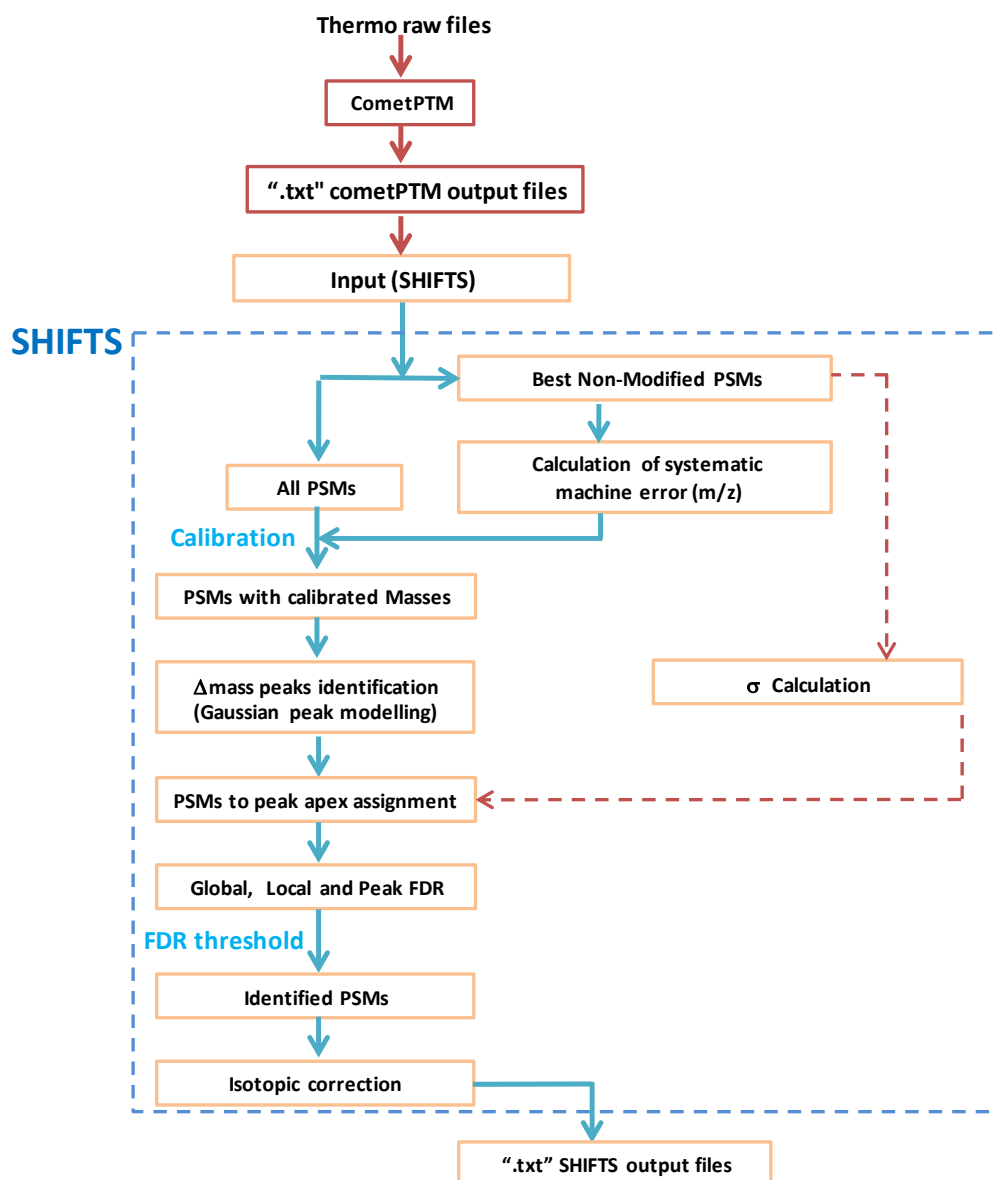 Thermo raw files
CometPTM
“.txt" cometPTM output files
Input (SHIFTS)
SHIFTS
Best Non-Modified PSMs
Calculation of systematic
machine error (m/z)
All PSMs
Calibration
PSMs with calibrated Masses
Δmass peaks identification
(Gaussian peak modelling)
σ Calculation
PSMs to peak apex assignment
Global, Local and Peak FDR
FDR threshold
Identified PSMs
Isotopic correction
“.txt” SHIFTS output files